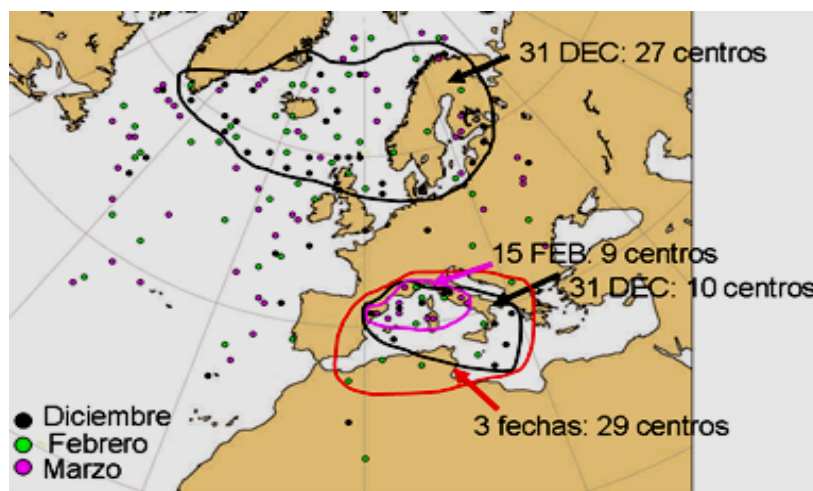 31 DEC: 27 centros
15 FEB: 9 centros
31 DEC: 10 centros
3 fechas: 29 centros
Diciembre
Febrero
Marzo